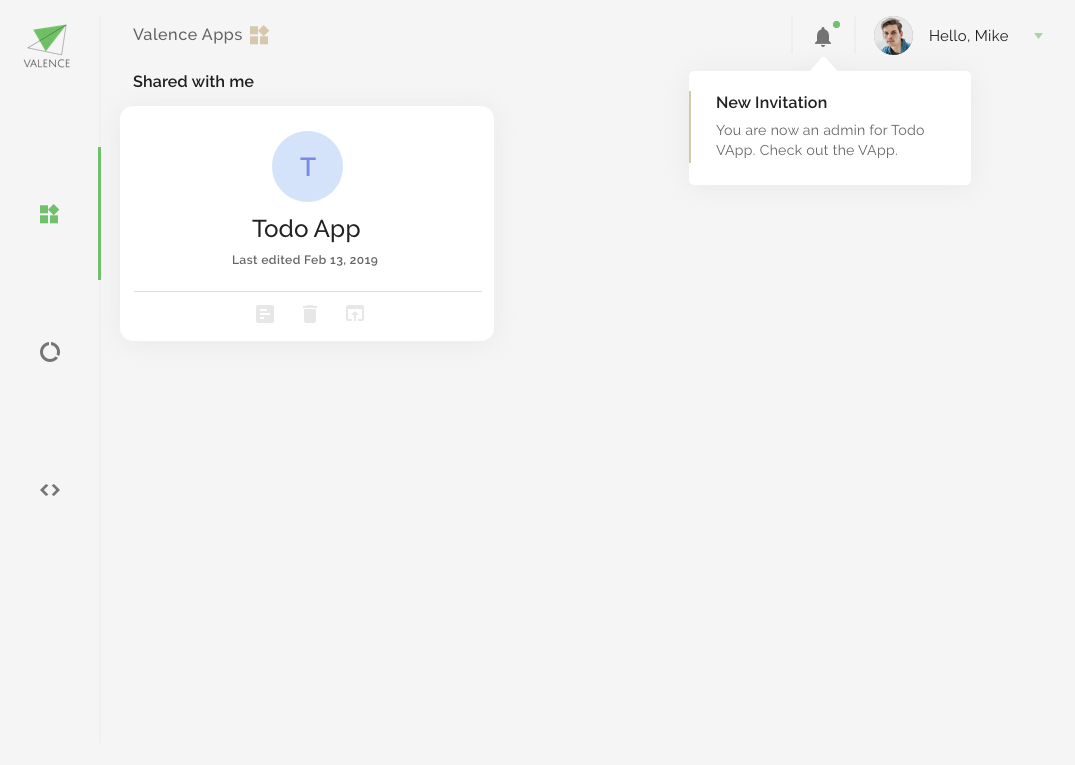 VALENCE
Valence Apps
Hello, Mike
Shared with me
New Invitation
You are now an admin for Todo
VApp. Check out the VApp.
T
Todo App
Last edited Feb 13, 2019